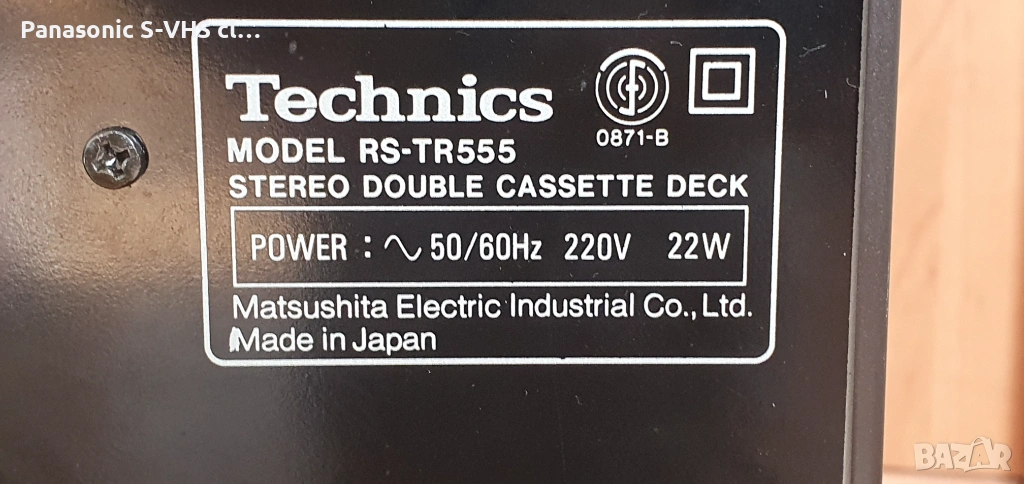 Panasonic S-VHS cl...
Technics
0871-B
MODEL RS-TR555
STEREO DOUBLE CASSETTE DECK
POWER : ∿ 50/60Hz 220V 22W
Matsushita Electric Industrial Co., Ltd.
Made in Japan
BAZAR